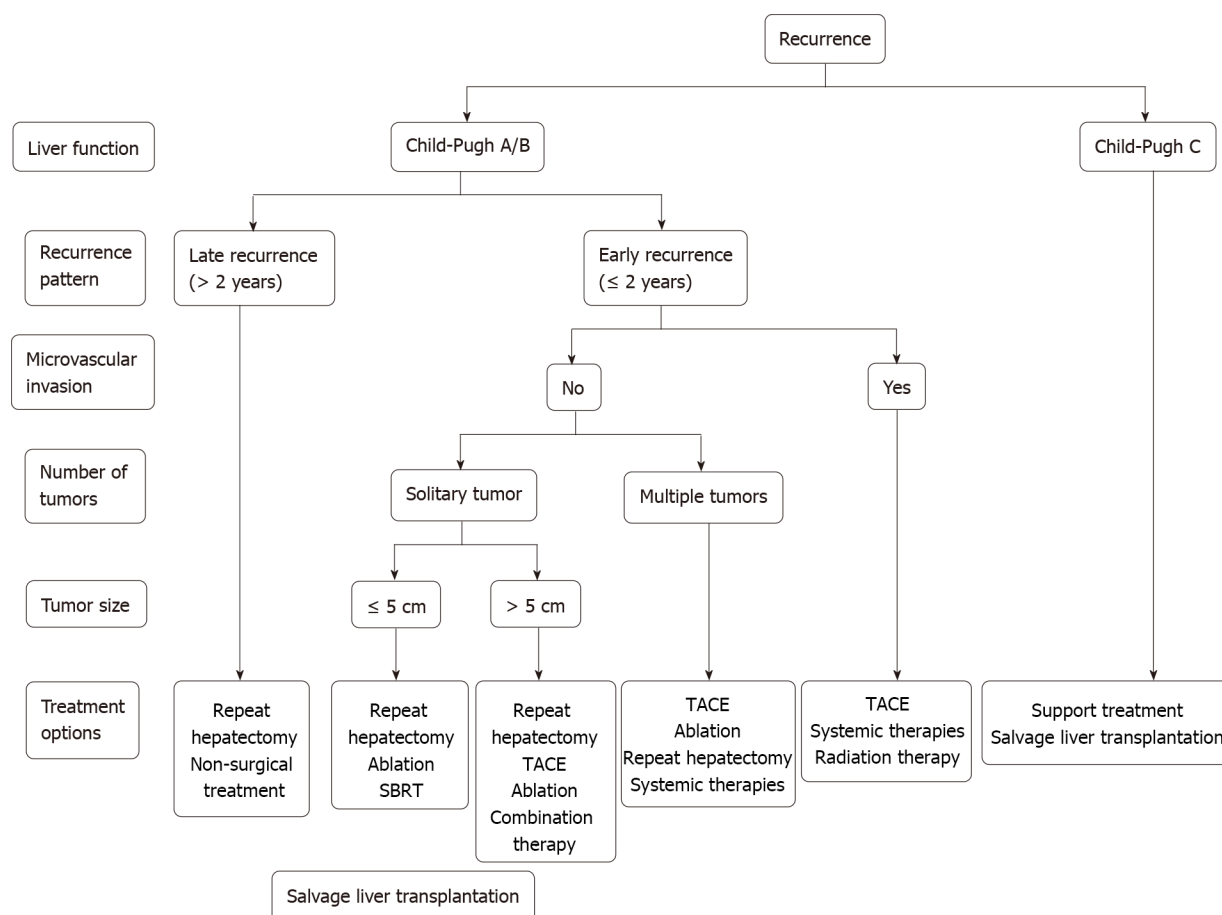 Recurrence
Liver function
Child-Pugh A/B
Child-Pugh C
Recurrence
pattern
Late recurrence
(> 2 years)
Early recurrence
(≤ 2 years)
Microvascular
invasion
No
Yes
Number of
tumors
Solitary tumor
Multiple tumors
Tumor size
≤ 5 cm
> 5 cm
Treatment
options
Repeat
hepatectomy
Non-surgical
treatment
Repeat
hepatectomy
Ablation
SBRT
Repeat
hepatectomy
TACE
Ablation
Combination
therapy
TACE
Ablation
Repeat hepatectomy
Systemic therapies
TACE
Systemic therapies
Radiation therapy
Support treatment
Salvage liver transplantation
Salvage liver transplantation